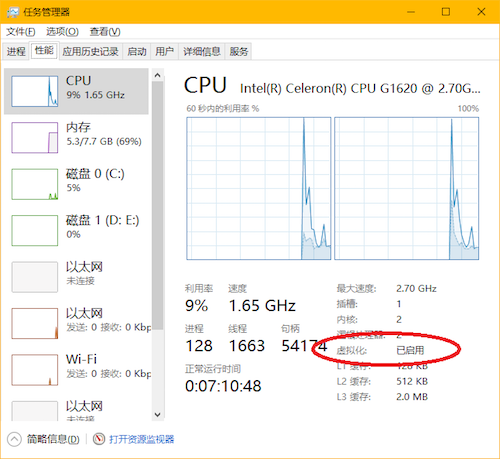 任务管理器
文件(F) 选项(O) 查看(V)
进程 性能 应用历史记录 启动 用户 详细信息 服务
CPU
9% 1.65 GHz
内存
5.3/7.7 GB (69%)
磁盘 0 (C:)
5%
磁盘 1 (D: E:)
0%
以太网
未连接
以太网
发送: 0 接收: 0 Kbp
Wi-Fi
发送: 0 接收: 0 Kbp
以太网
未连接
CPU Intel(R) Celeron(R) CPU G1620 @ 2.70G...
60 秒内的利用率 % 100%
利用率 速度
9% 1.65 GHz
进程 线程 句柄
128 1663 54174
正常运行时间
0:07:10:48
最大速度: 2.70 GHz
插槽: 1
内核: 2
逻辑处理器: 2
虚拟化: 已启用
L1 缓存: 128 KB
L2 缓存: 512 KB
L3 缓存: 2.0 MB
简略信息(D) 打开资源监视器